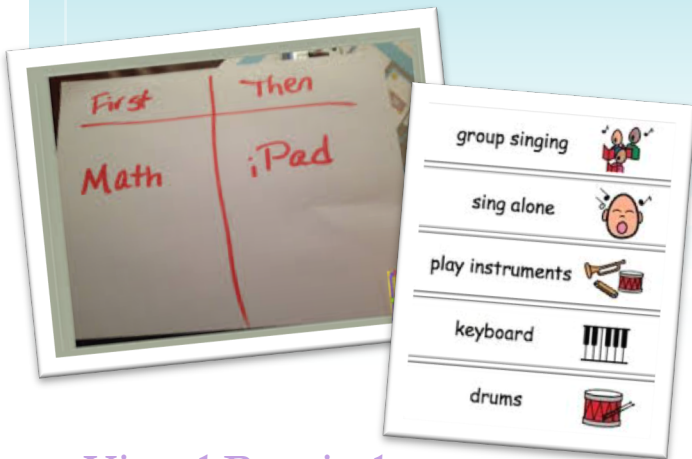 First Then
Math iPad
group singing
sing alone
play instruments
keyboard
drums